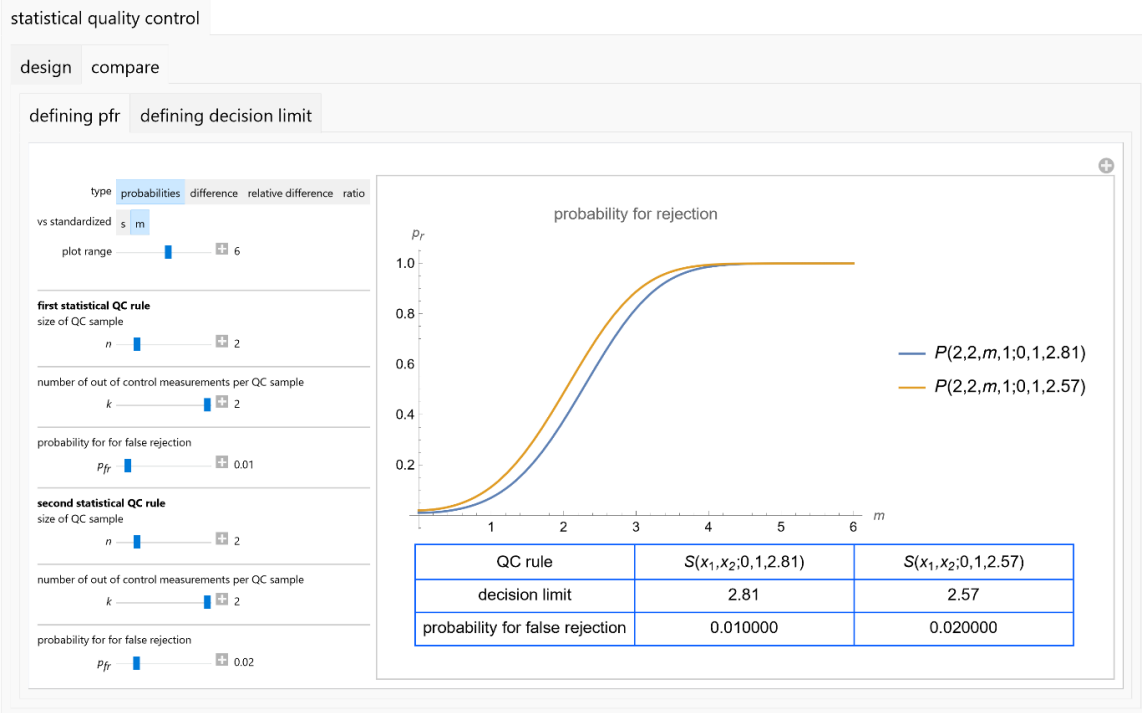 statistical quality control
design compare
defining pfr defining decision limit
type probabilities difference relative difference ratio
vs standardized s m
plot range 6
first statistical QC rule
size of QC sample
n 2
number of out of control measurements per QC sample
k 2
probability for for false rejection
pfr 0.01
second statistical QC rule
size of QC sample
n 2
number of out of control measurements per QC sample
k 2
probability for for false rejection
pfr 0.02
probability for rejection
pr
1.0
0.8
0.6
0.4
0.2
1 2 3 4 5 6 m
P(2,2,m,1;0,1,2.81)
P(2,2,m,1;0,1,2.57)
QC rule S(x₁,x₂;0,1,2.81) S(x₁,x₂;0,1,2.57)
decision limit 2.81 2.57
probability for false rejection 0.010000 0.020000